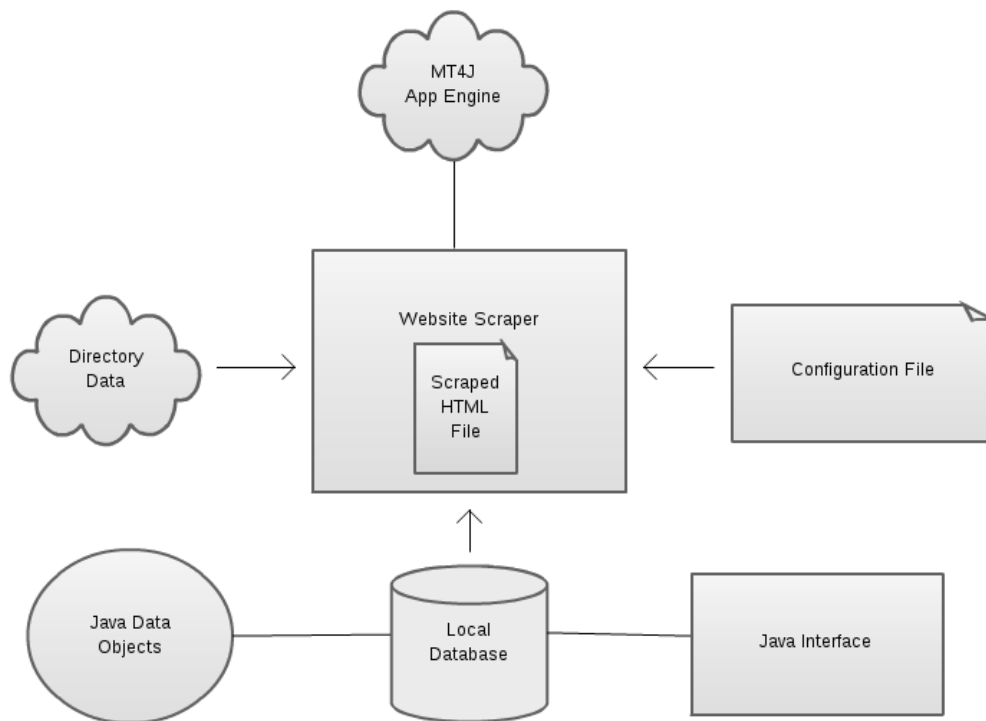 MT4J
App Engine
Website Scraper
Directory
Data
Scraped
HTML
File
Configuration File
Java Data
Objects
Local
Database
Java Interface